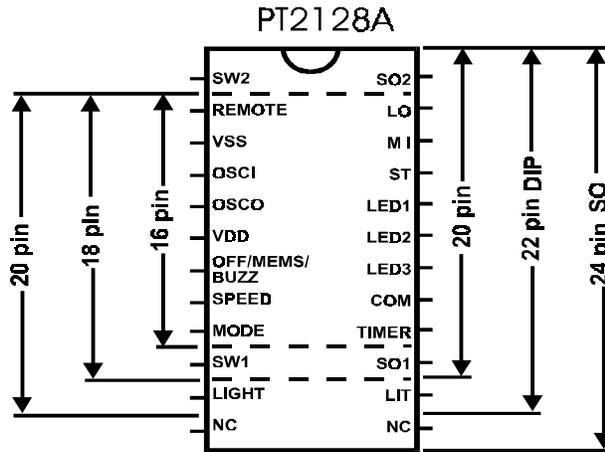 PT2128A
SW2 SO2
REMOTE LO
VSS M I
OSCI ST
OSCO LED1
VDD LED2
OFF/MEMS/
BUZZ LED3
SPEED COM
MODE TIMER
SW1 SO1
LIGHT LIT
NC NC
20 pin
18 pin
16 pin
20 pin
22 pin DIP
24 pin SO